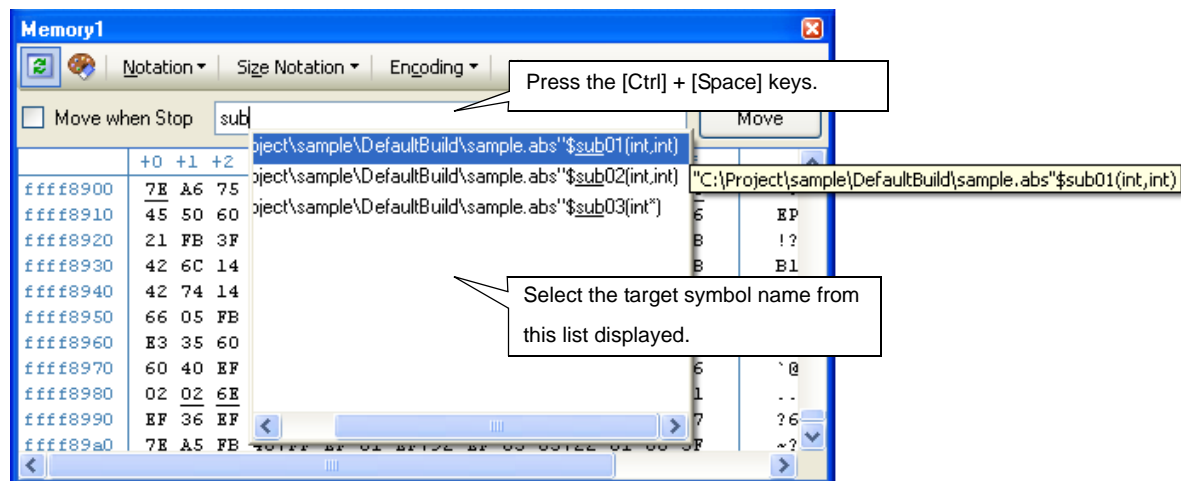 Memory1
Notation Size Notation Encoding
Press the [Ctrl] + [Space] keys.
Move when Stop sub Move
oject\sample\DefaultBuild\sample.abs"$sub01(int,int)
oject\sample\DefaultBuild\sample.abs"$sub02(int,int)
"C:\Project\sample\DefaultBuild\sample.abs"$sub01(int,int)
oject\sample\DefaultBuild\sample.abs"$sub03(int*)
Select the target symbol name from
this list displayed.
+0 +1 +2
ffff8900 7E A6 75
ffff8910 45 50 60 6 EP
ffff8920 21 FB 3F B !?
ffff8930 42 6C 14 B Bl
ffff8940 42 74 14
ffff8950 66 05 FB
ffff8960 E3 35 60
ffff8970 60 40 EF 6 `@
ffff8980 02 02 6E 1 ..
ffff8990 EF 36 EF 7 ?6
ffff89a0 7E A5 FB ~?